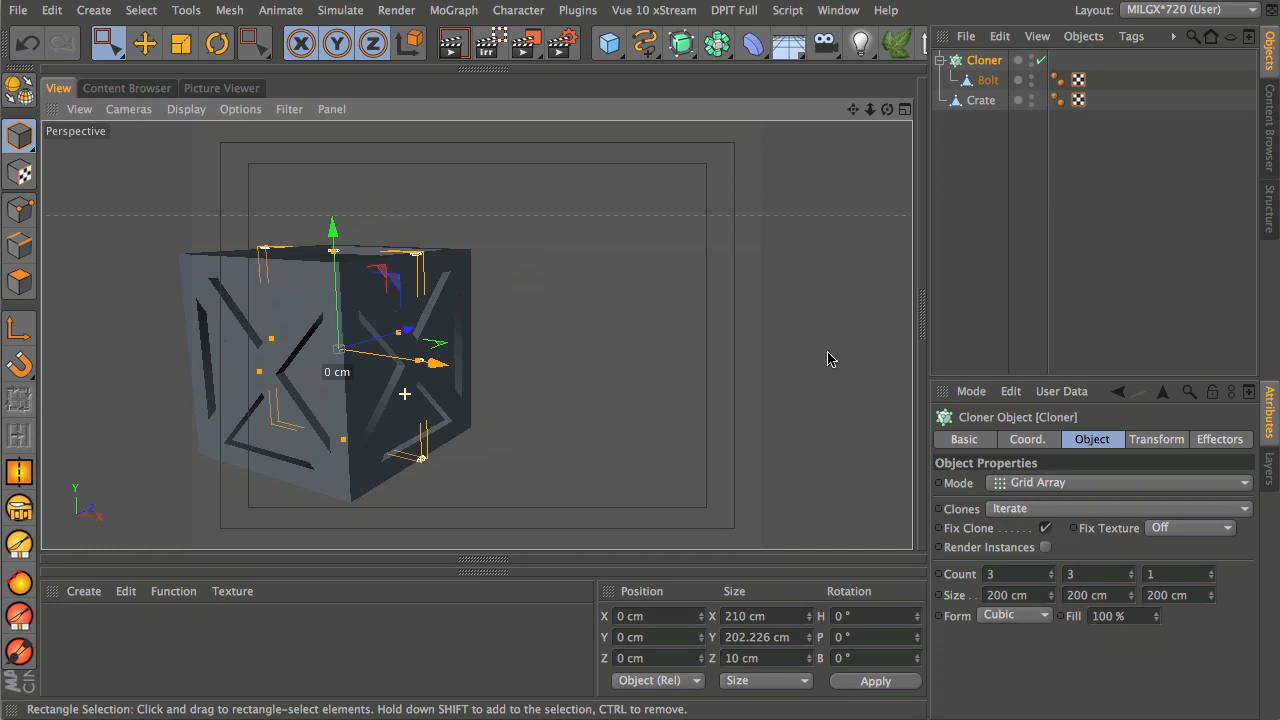 File Edit Create Select Tools Mesh Animate Simulate Render MoGraph Character Plugins Vue 10 xStream DPIT Full Script Window Help Layout: MILGX*720 (User)
X Y Z irr
File Edit View Objects Tags
View Content Browser Picture Viewer
Cloner
Bolt
Crate
View Cameras Display Options Filter Panel
Perspective
0 cm
Y
Z
X
Objects
Content Browser
Structure
Attributes
Layers
Mode Edit User Data
Cloner Object [Cloner]
Basic Coord. Object Transform Effectors
Object Properties
Mode Grid Array
Clones Iterate
Fix Clone ...... Fix Texture Off
Render Instances
Count 3 3 1
Size .. 200 cm 200 cm 200 cm
Form Cubic Fill 100 %
Create Edit Function Texture
Position Size Rotation
X 0 cm X 210 cm H 0 °
Y 0 cm Y 202.226 cm P 0 °
Z 0 cm Z 10 cm B 0 °
Object (Rel) Size Apply
Rectangle Selection: Click and drag to rectangle-select elements. Hold down SHIFT to add to the selection, CTRL to remove.